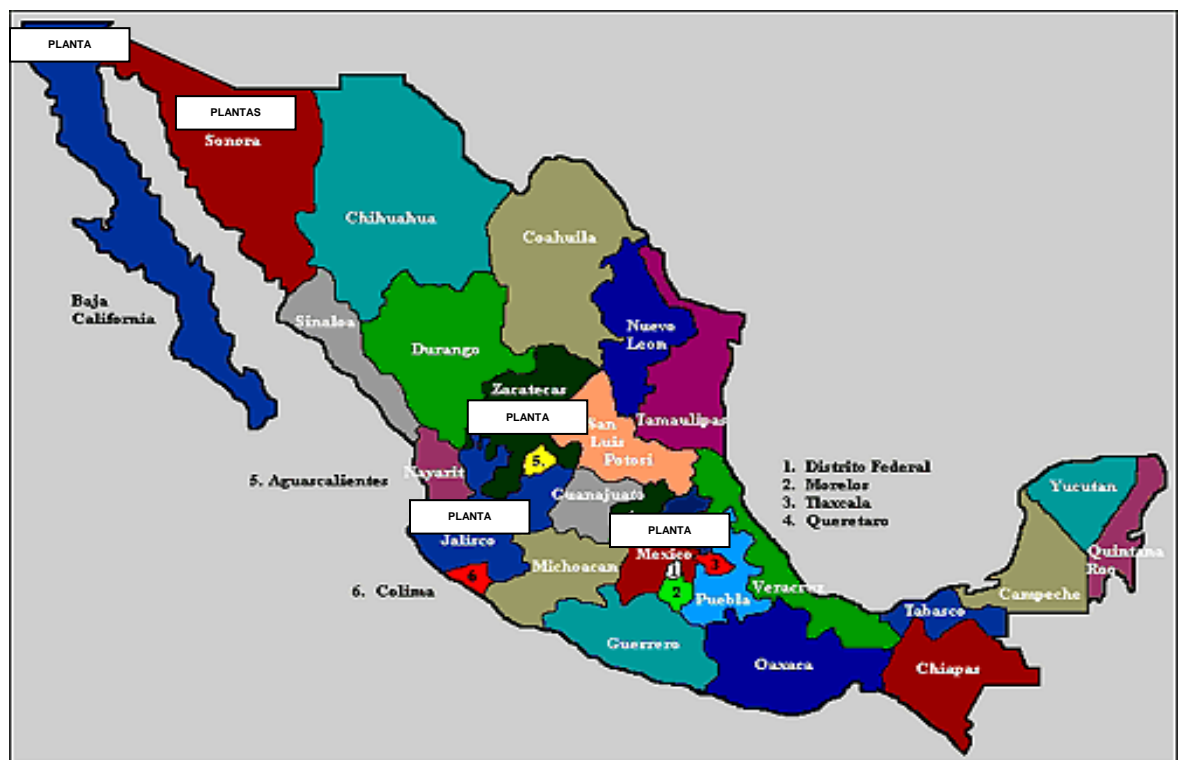 PLANTA
PLANTAS
Sonora
Chihuahua
Coahuila
Baja
California
Sinaloa
Nuevo
Leon
Durango
Zacatecas
PLANTA
San
Luis
Potosi
Tamaulipas
5.
Nayarit
5. Aguascalientes
Guanajuato
1. Distrito Federal
2. Morelos
3. Tlaxcala
4. Queretaro
Yucutan
PLANTA
PLANTA
Jalisco
Mexico
Quintana
Roo
Michoacan
1
3
6
6. Colima
2
Puebla
Veracruz
Campeche
Tabasco
Guerrero
Oaxaca
Chiapas